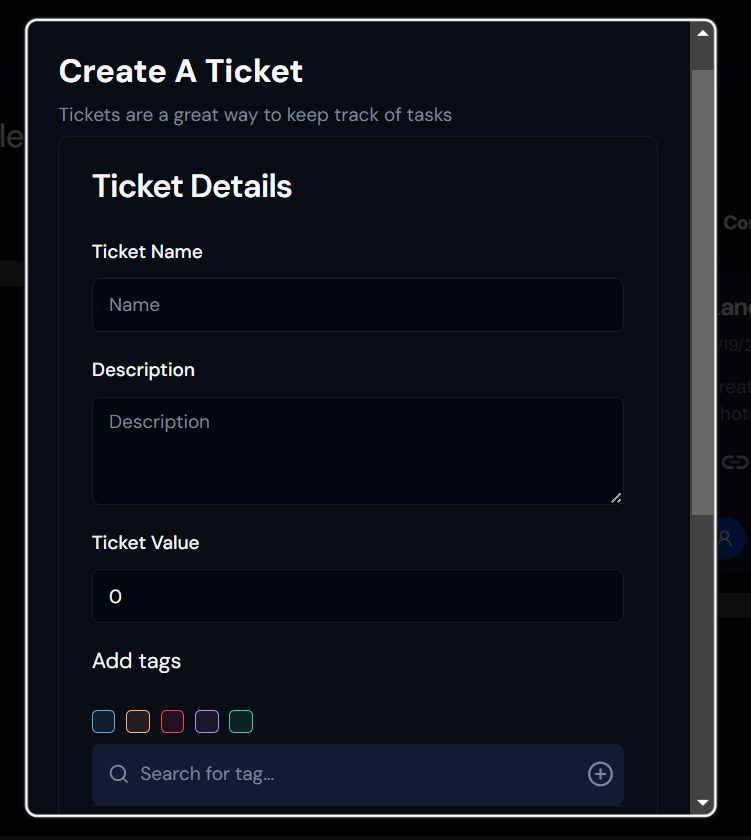 Create A Ticket
Tickets are a great way to keep track of tasks
Ticket Details
Ticket Name
Name
Description
Description
Ticket Value
0
Add tags
Search for tag...